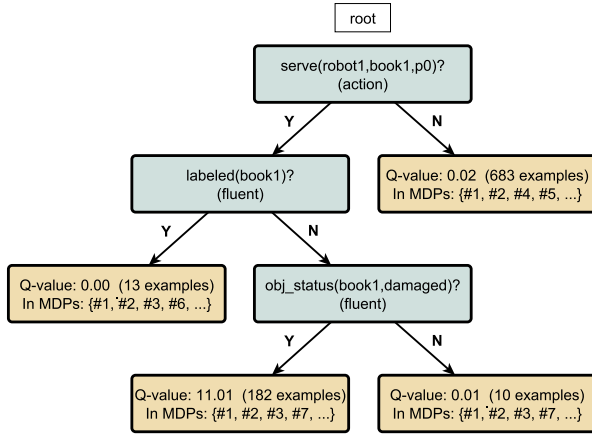 root
serve(robot1,book1,p0)?
(action)
Y
N
labeled(book1)?
(fluent)
Q-value: 0.02 (683 examples)
In MDPs: {#1, #2, #4, #5, ...}
Y
N
Q-value: 0.00 (13 examples)
In MDPs: {#1, #2, #3, #6, ...}
obj_status(book1,damaged)?
(fluent)
Y
N
Q-value: 11.01 (182 examples)
In MDPs: {#1, #2, #3, #7, ...}
Q-value: 0.01 (10 examples)
In MDPs: {#1, #2, #3, #7, ...}